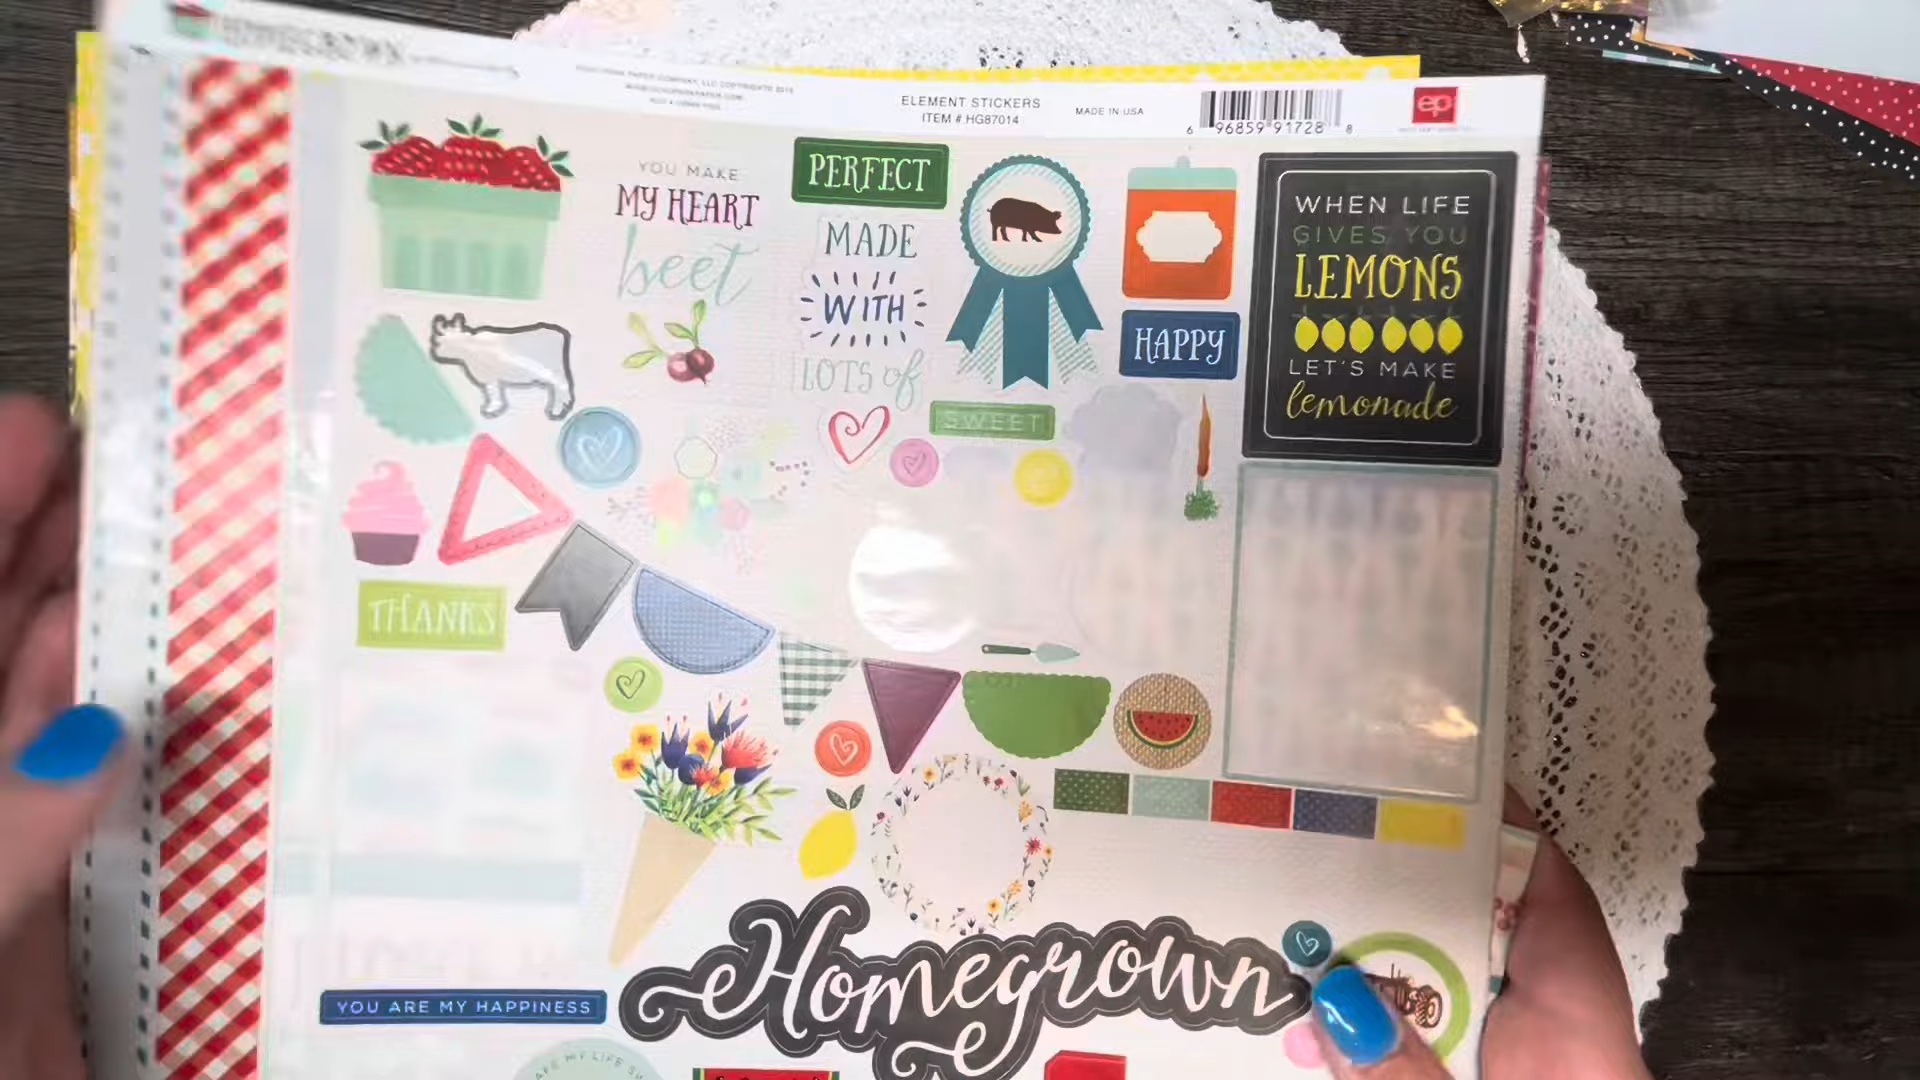 ELEMENT STICKERS
ITEM #.HG87014
MADE IN USA
6 96859 91728 8
ep
YOU MAKE
MY HEART
beet
PERFECT
MADE
WITH
LOTS of
HAPPY
SWEET
WHEN LIFE
GIVES YOU
LEMONS
LET'S MAKE
lemonade
THANKS
YOU ARE MY HAPPINESS
Homegrown
MY LIFE